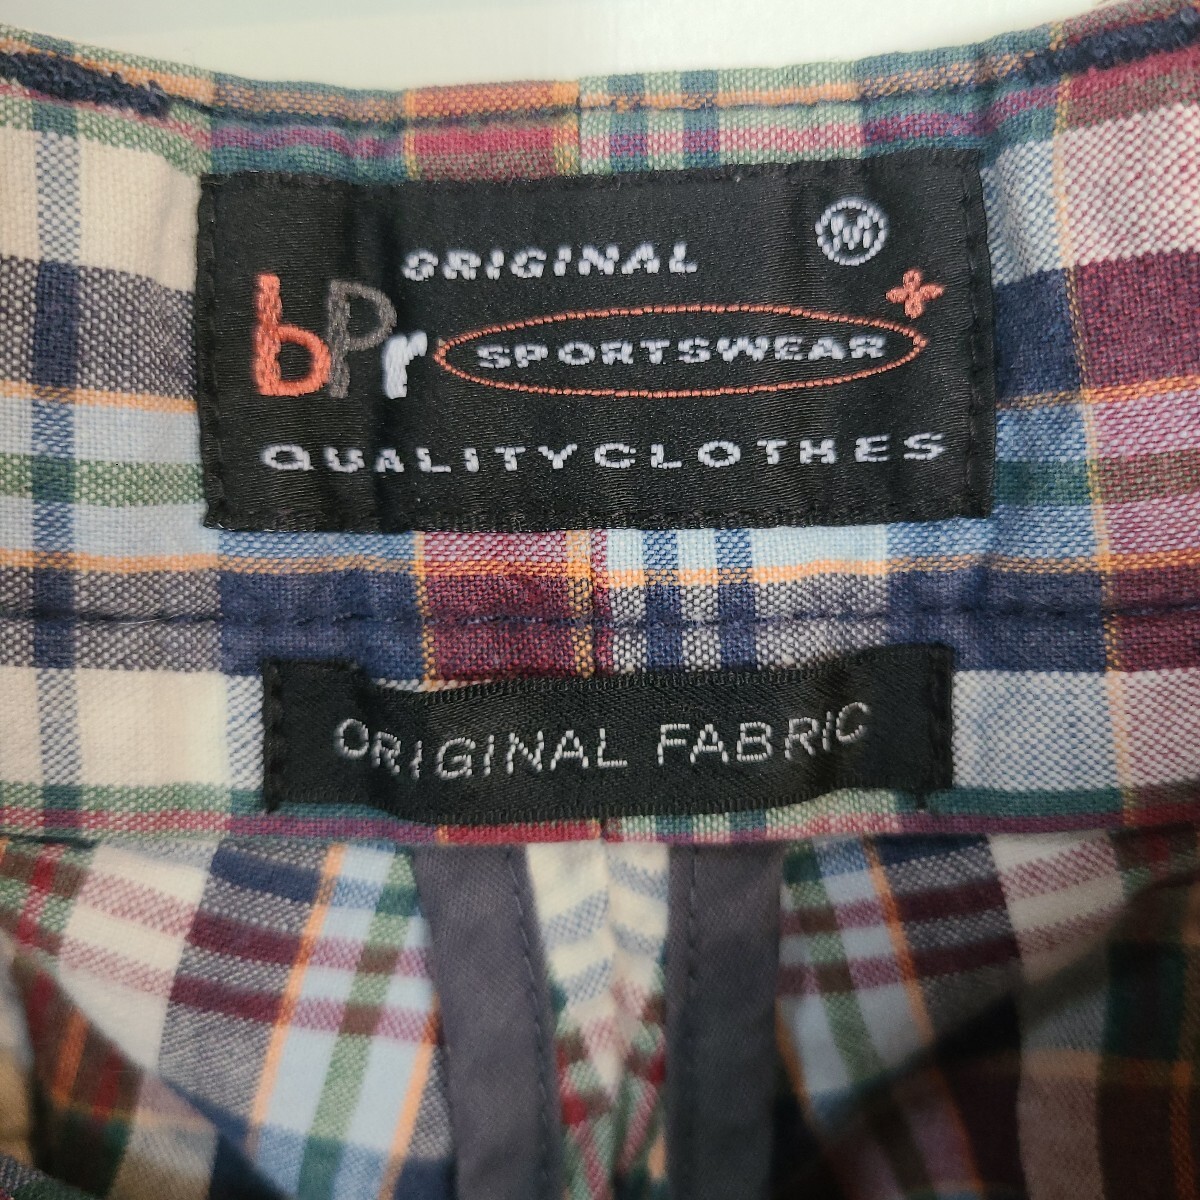 M
ORIGINAL
bPr SPORTSWEAR
QUALITYCLOTHES
ORIGINAL FABRIC